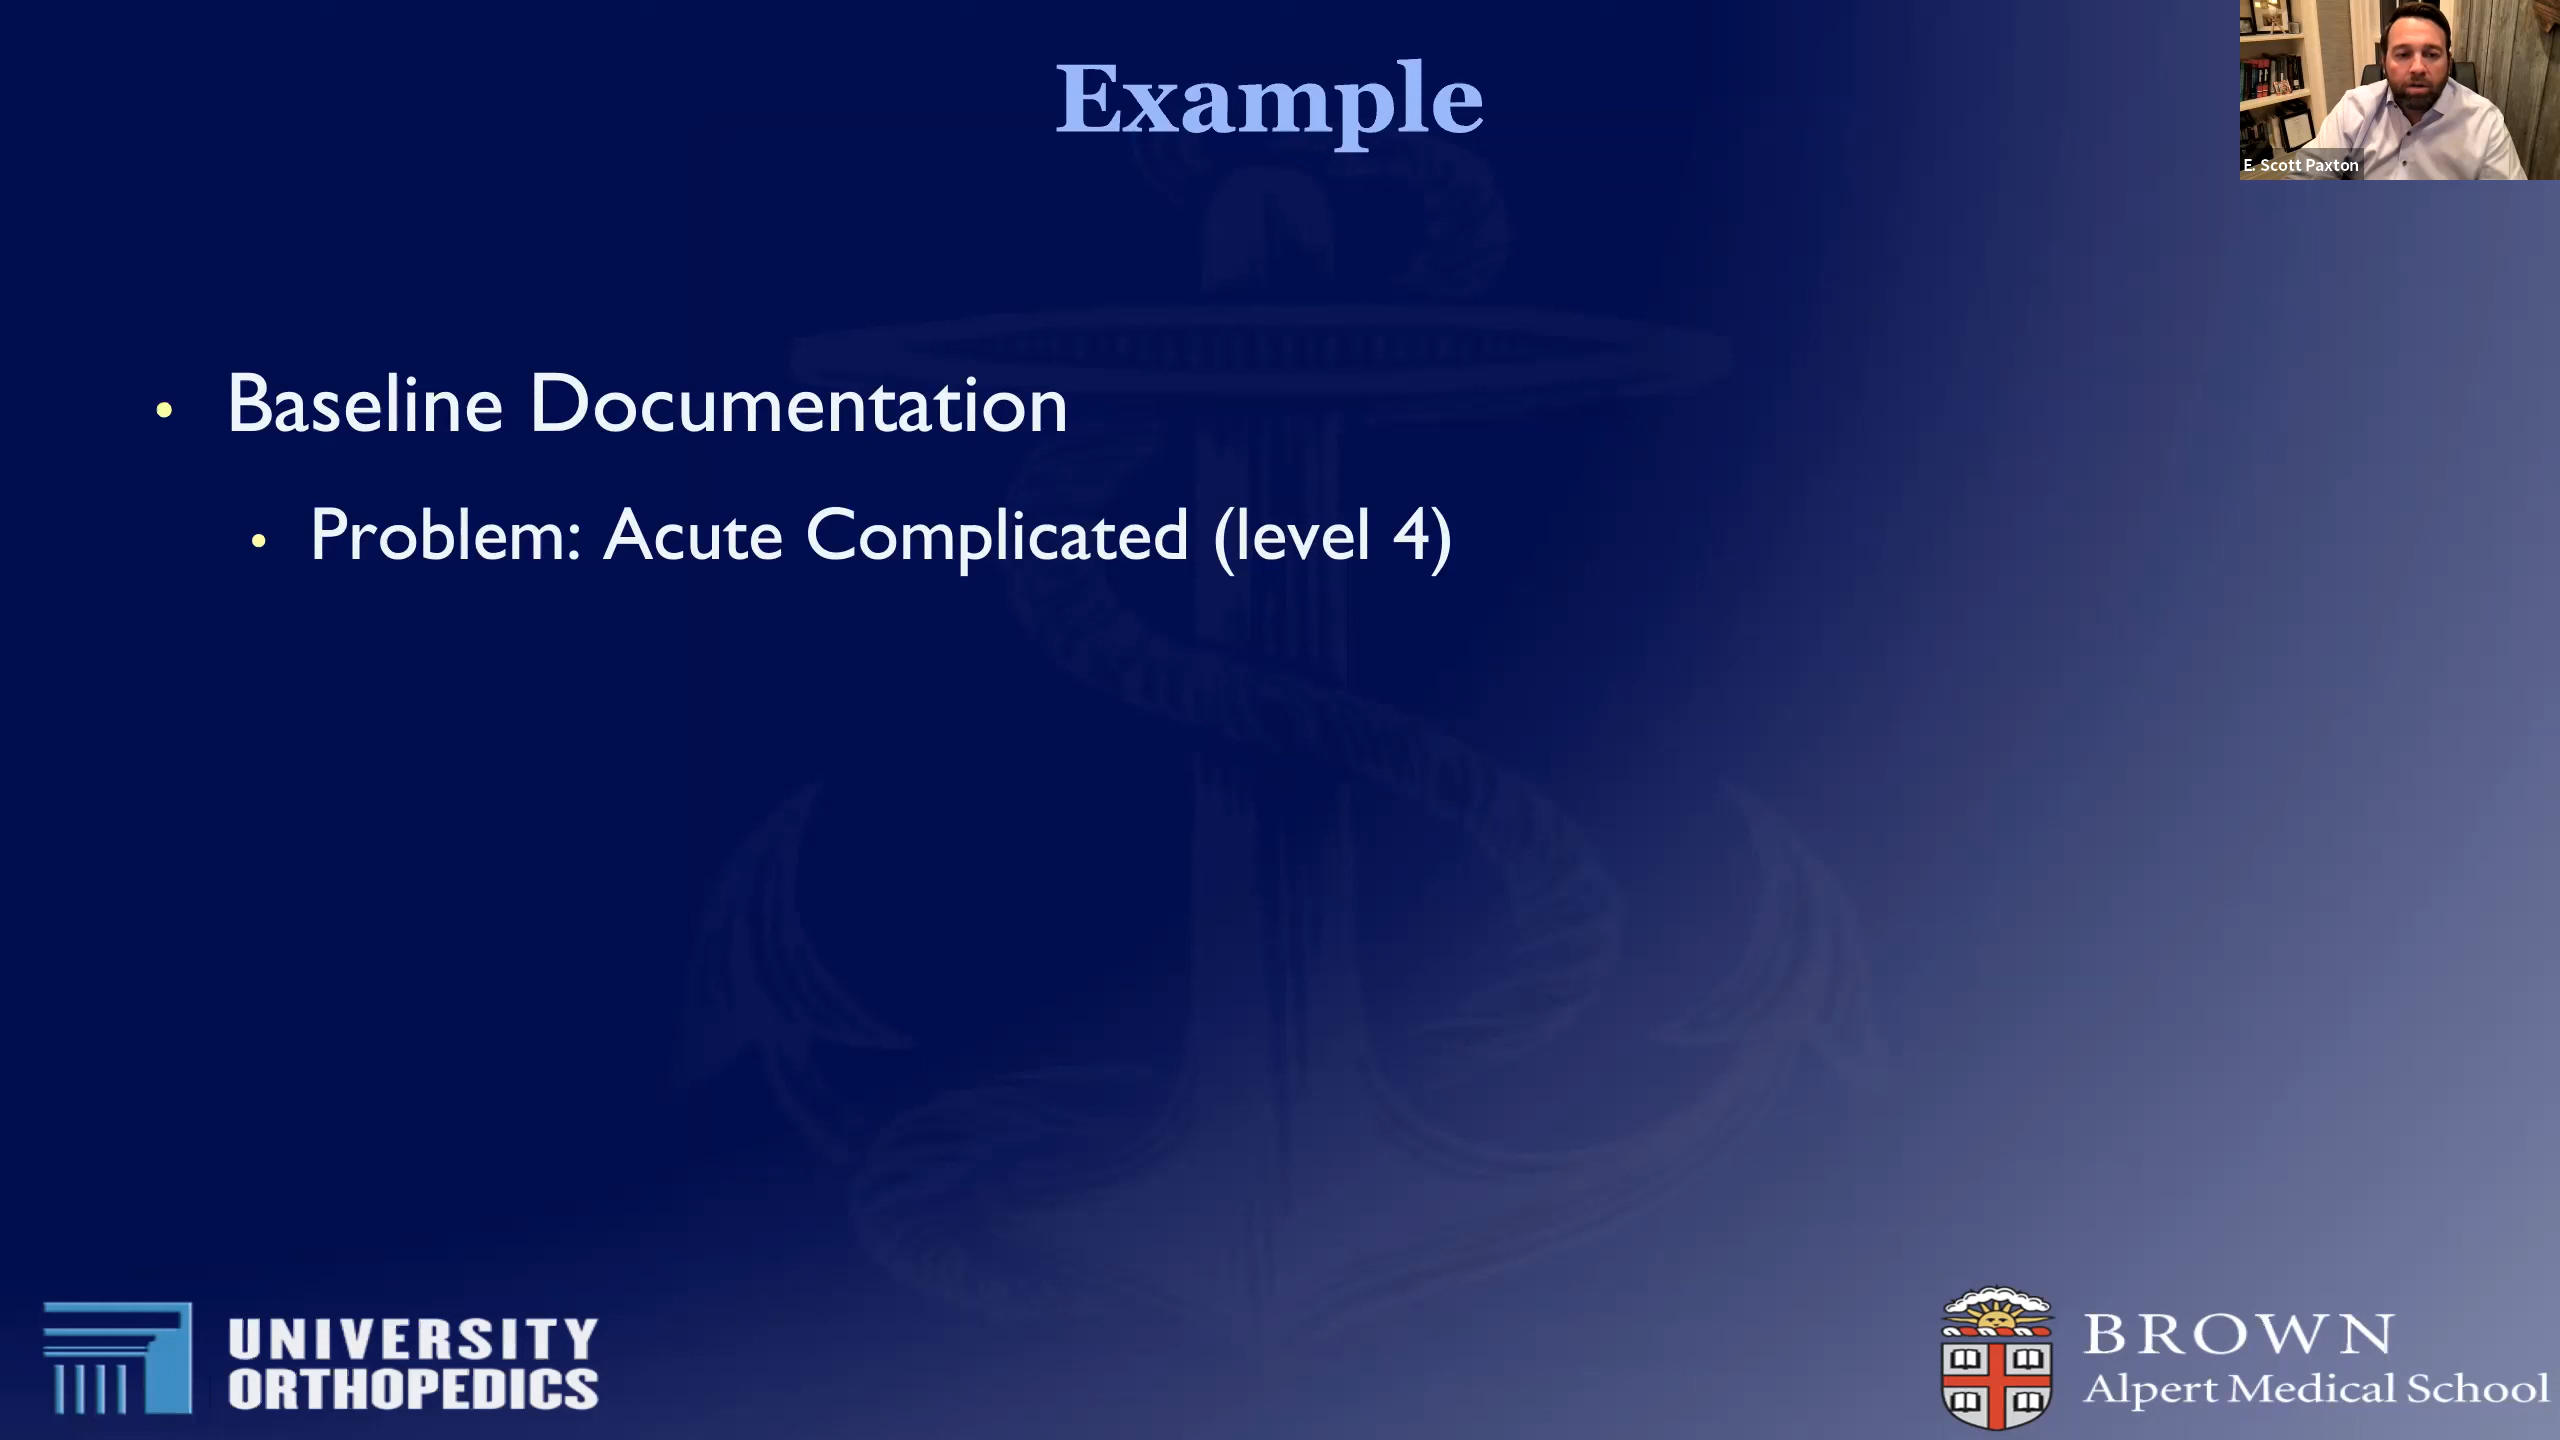 Example
E. Scott Paxton
• Baseline Documentation
• Problem: Acute Complicated (level 4)
UNIVERSITY
ORTHOPEDICS
BROWN
Alpert Medical School